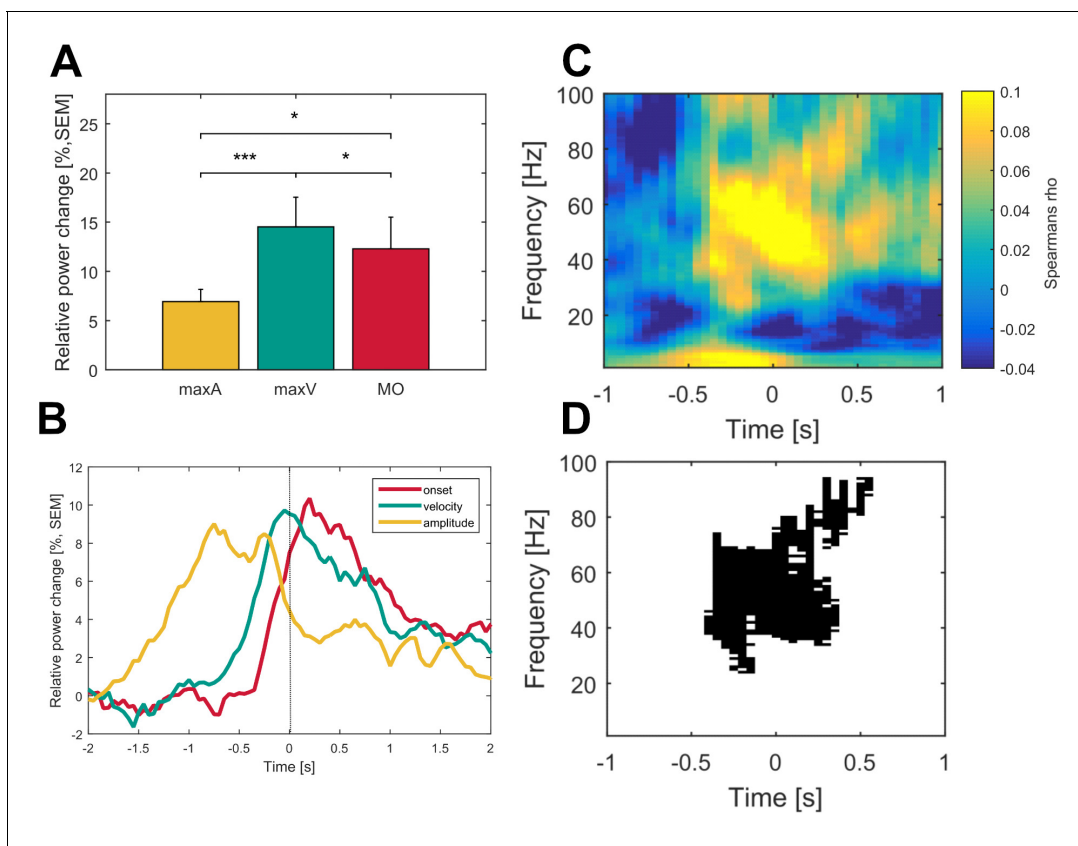 A
Relative power change [%,SEM]
25
20
15
10
5
0
*
***
*
maxA maxV MO
B
Relative power change [%, SEM]
12
10
8
6
4
2
0
-2
onset
velocity
amplitude
-2 -1.5 -1 -0.5 0 0.5 1 1.5 2
Time [s]
C
Frequency [Hz]
100
80
60
40
20
-1 -0.5 0 0.5 1
Time [s]
0.1
0.08
0.06
0.04
0.02
0
-0.02
-0.04
Spearmans rho
D
Frequency [Hz]
100
80
60
40
20
-1 -0.5 0 0.5 1
Time [s]